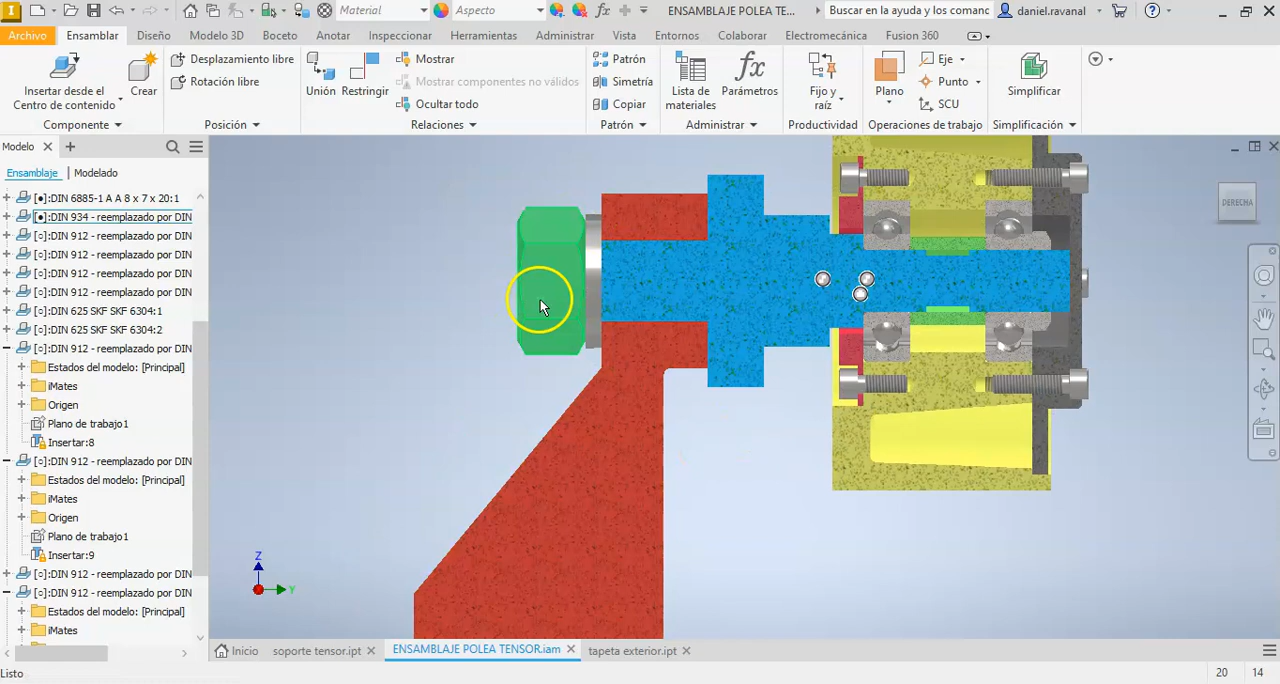 Material
Aspecto
ENSAMBLAJE POLEA TE...
Buscar en la ayuda y los comanc
daniel.ravanal
Archivo
Ensamblar
Diseño
Modelo 3D
Boceto
Anotar
Inspeccionar
Herramientas
Administrar
Vista
Entornos
Colaborar
Electromecánica
Fusion 360
Insertar desde el
Centro de contenido
Crear
Componente
Desplazamiento libre
Rotación libre
Posición
Unión
Restringir
Mostrar
Mostrar componentes no válidos
Ocultar todo
Relaciones
Patrón
Simetría
Copiar
Patrón
Lista de
materiales
fx
Parámetros
Administrar
Fijo y
raíz
Productividad
Plano
Eje
Punto
SCU
Operaciones de trabajo
Simplificar
Simplificación
Modelo
Ensamblaje
Modelado
[●]:DIN 6885-1 A A 8 x 7 x 20:1
[●]:DIN 934 - reemplazado por DIN
[○]:DIN 912 - reemplazado por DIN
[○]:DIN 912 - reemplazado por DIN
[○]:DIN 912 - reemplazado por DIN
[○]:DIN 912 - reemplazado por DIN
[○]:DIN 625 SKF SKF 6304:1
[○]:DIN 625 SKF SKF 6304:2
[○]:DIN 912 - reemplazado por DIN
Estados del modelo: [Principal]
iMates
Origen
Plano de trabajo1
Insertar:8
[○]:DIN 912 - reemplazado por DIN
Estados del modelo: [Principal]
iMates
Origen
Plano de trabajo1
Insertar:9
[○]:DIN 912 - reemplazado por DIN
[○]:DIN 912 - reemplazado por DIN
Estados del modelo: [Principal]
iMates
DERECHA
Z
Y
Inicio
soporte tensor.ipt
ENSAMBLAJE POLEA TENSOR.iam
tapeta exterior.ipt
Listo
20
14